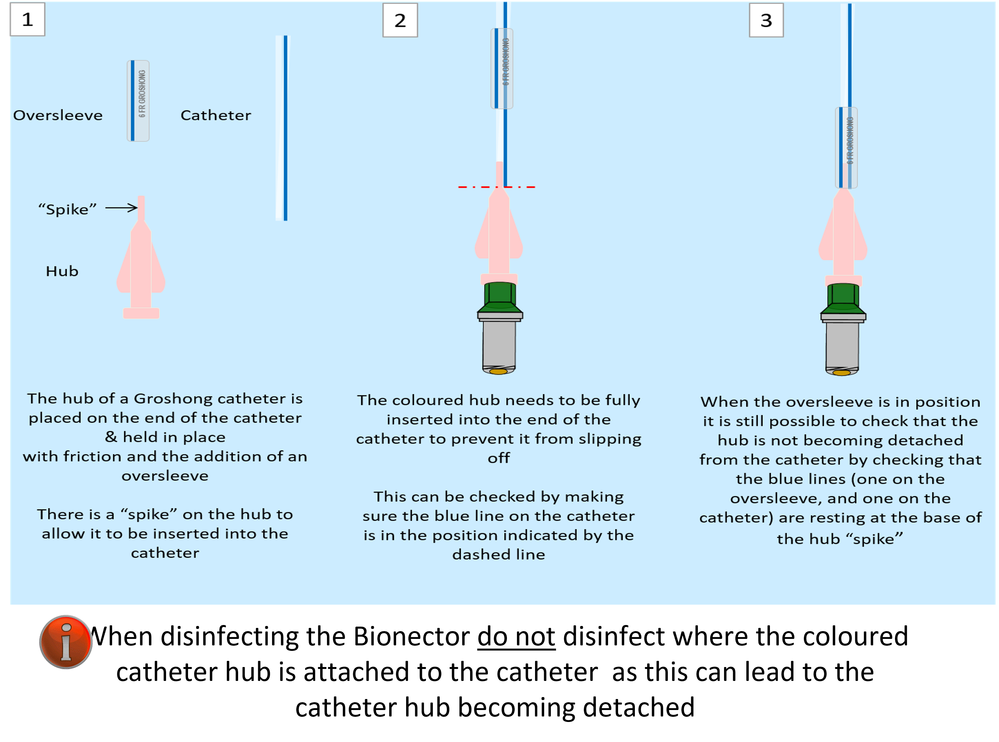 1
Oversleeve
6 FR GROSHONG
Catheter
“Spike”
Hub
The hub of a Groshong catheter is
placed on the end of the catheter
& held in place
with friction and the addition of an
oversleeve
There is a “spike” on the hub to
allow it to be inserted into the
catheter
2
6 FR GROSHONG
The coloured hub needs to be fully
inserted into the end of the
catheter to prevent it from slipping
off
This can be checked by making
sure the blue line on the catheter
is in the position indicated by the
dashed line
3
6 FR GROSHONG
When the oversleeve is in position
it is still possible to check that the
hub is not becoming detached
from the catheter by checking that
the blue lines (one on the
oversleeve, and one on the
catheter) are resting at the base of
the hub “spike”
i
When disinfecting the Bionector do not disinfect where the coloured
catheter hub is attached to the catheter  as this can lead to the
catheter hub becoming detached